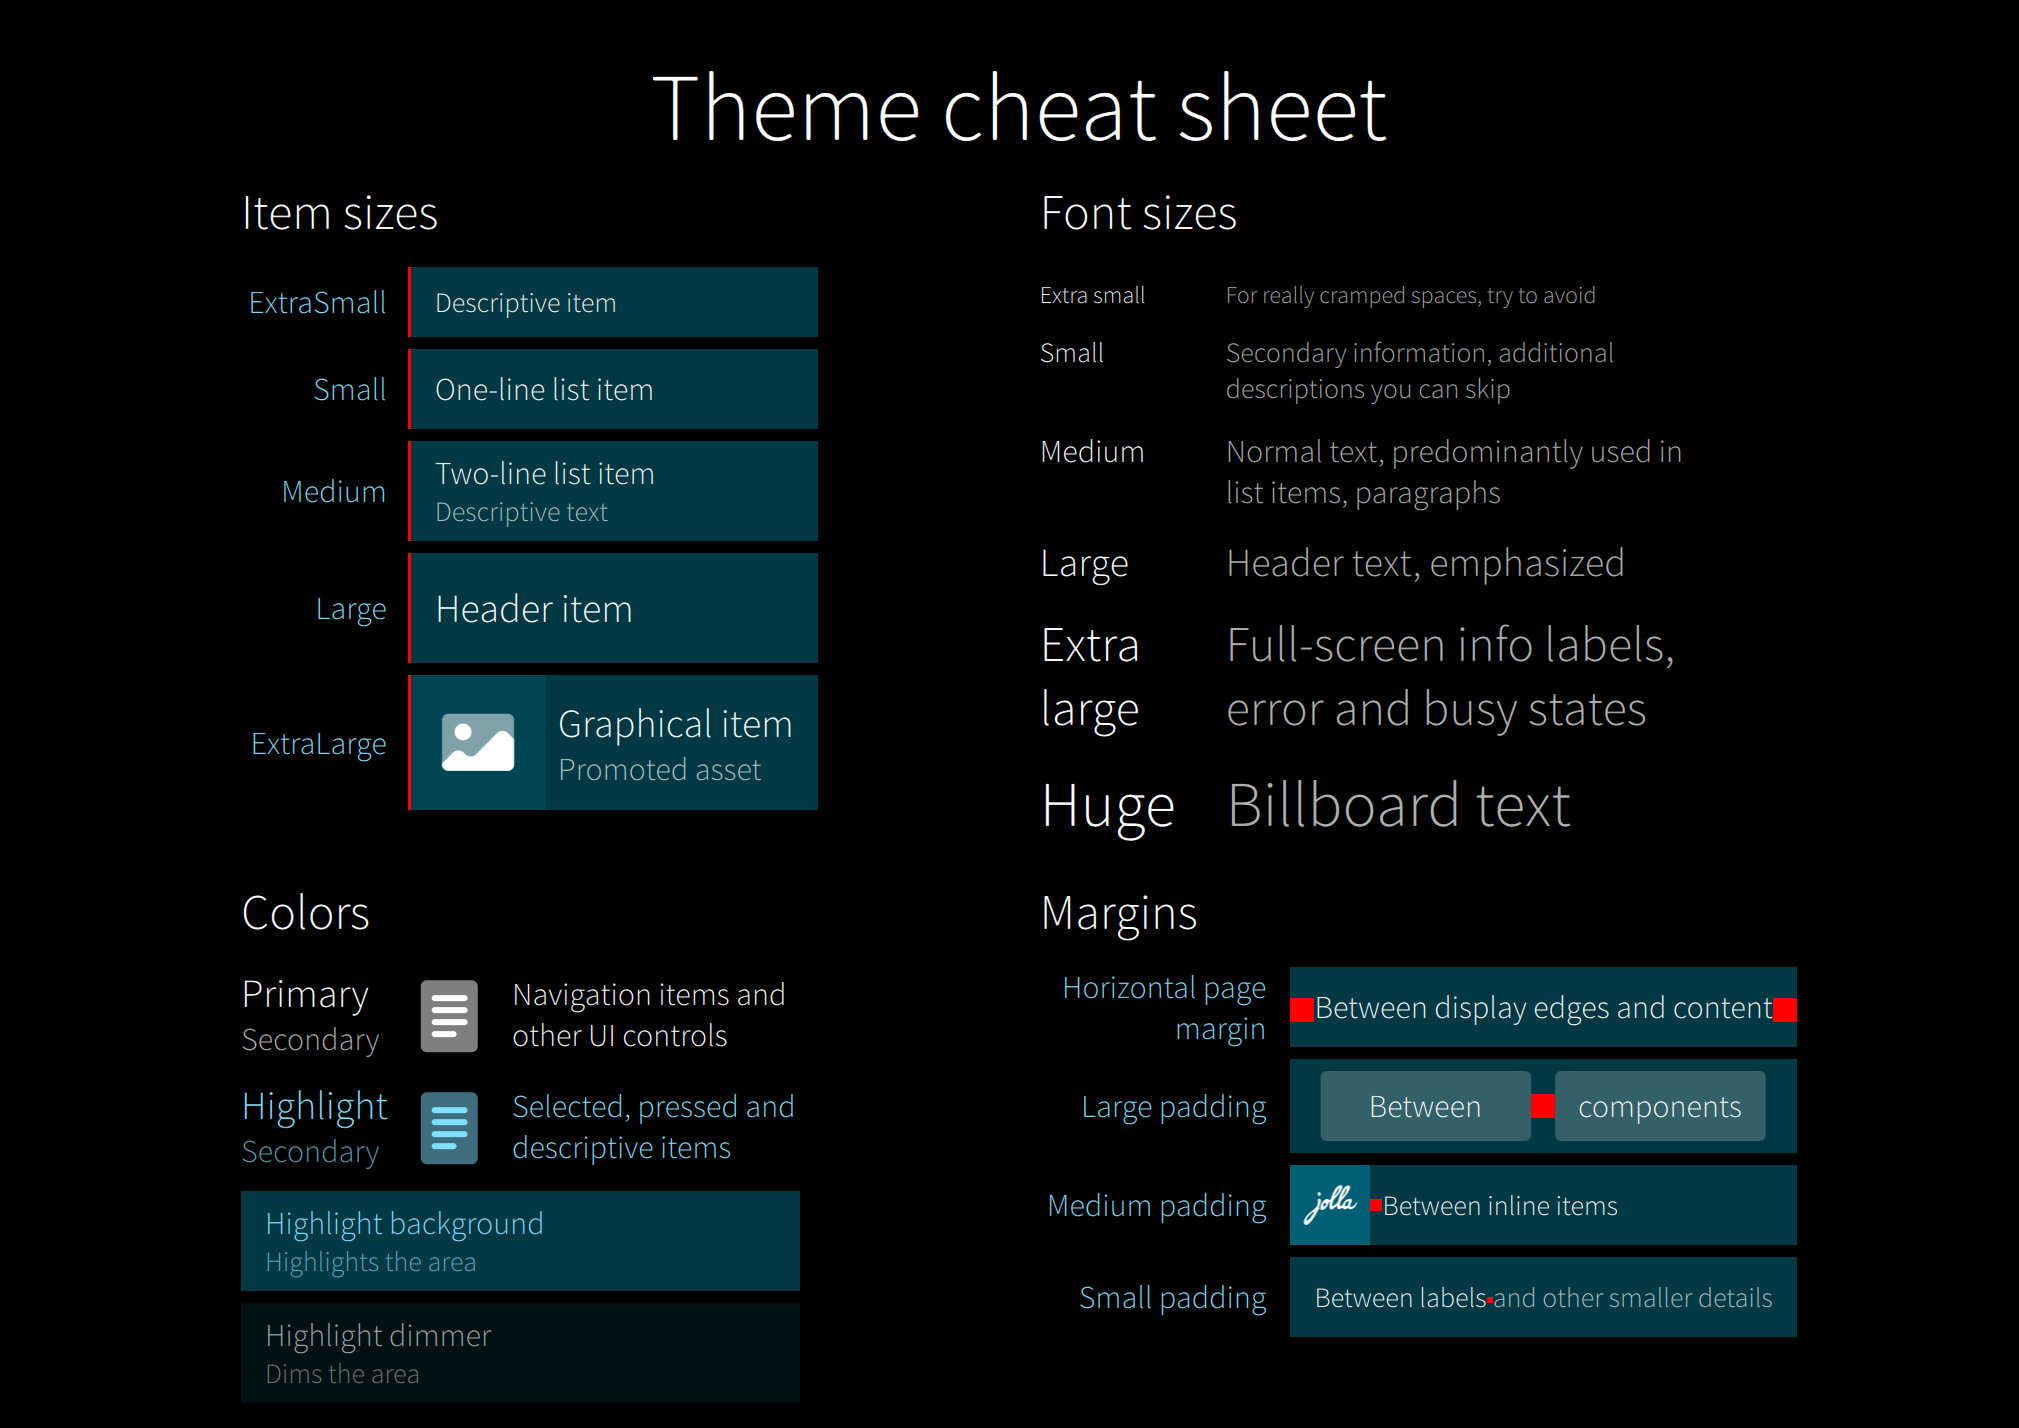 Theme cheat sheet
Item sizes
ExtraSmall
Descriptive item
Small
One-line list item
Medium
Two-line list item
Descriptive text
Large
Header item
ExtraLarge
Graphical item
Promoted asset
Font sizes
Extra small
For really cramped spaces, try to avoid
Small
Secondary information, additional
descriptions you can skip
Medium
Normal text, predominantly used in
list items, paragraphs
Large
Header text, emphasized
Extra
large
Full-screen info labels,
error and busy states
Huge
Billboard text
Colors
Primary
Secondary
Navigation items and
other UI controls
Highlight
Secondary
Selected, pressed and
descriptive items
Highlight background
Highlights the area
Highlight dimmer
Dims the area
Margins
Horizontal page
margin
Between display edges and content
Large padding
Between
components
Medium padding
jolla
Between inline items
Small padding
Between labels
and other smaller details